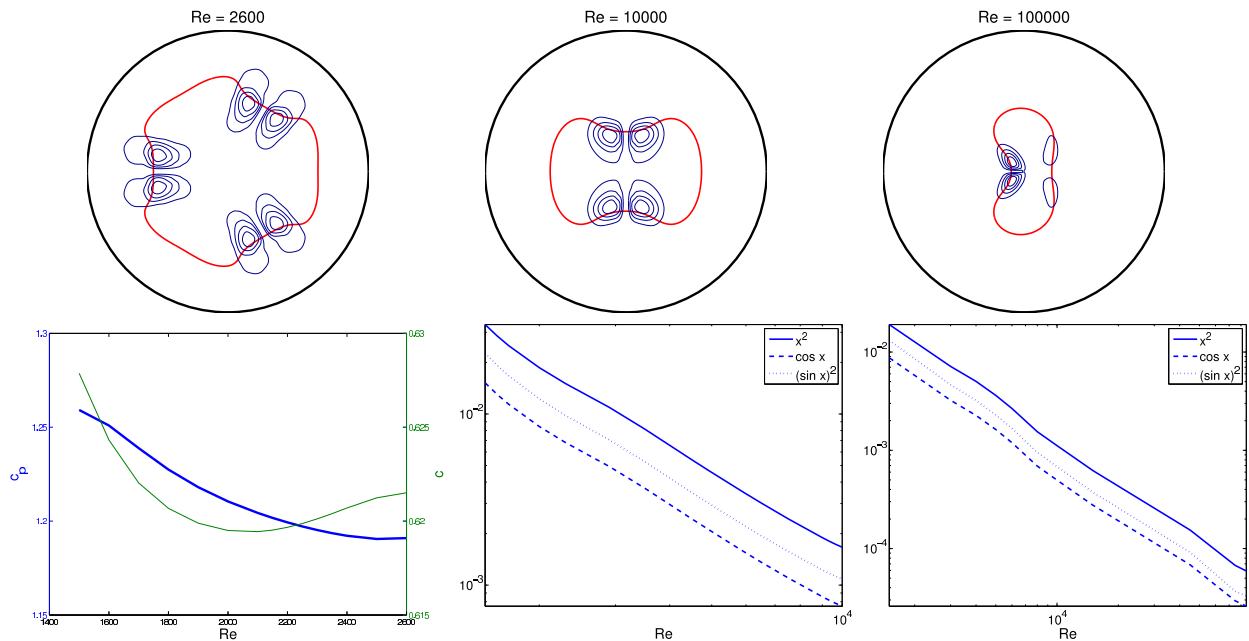 Re = 2600
Re = 10000
Re = 100000
1.3
1.25
1.2
1.15
c_p
0.63
0.625
0.62
0.615
c
1400 1600 1800 2000 2200 2400 2600
Re
x^2
cos x
(sin x)^2
10^-2
10^-3
10^4
Re
x^2
cos x
(sin x)^2
10^-2
10^-3
10^-4
10^4
Re